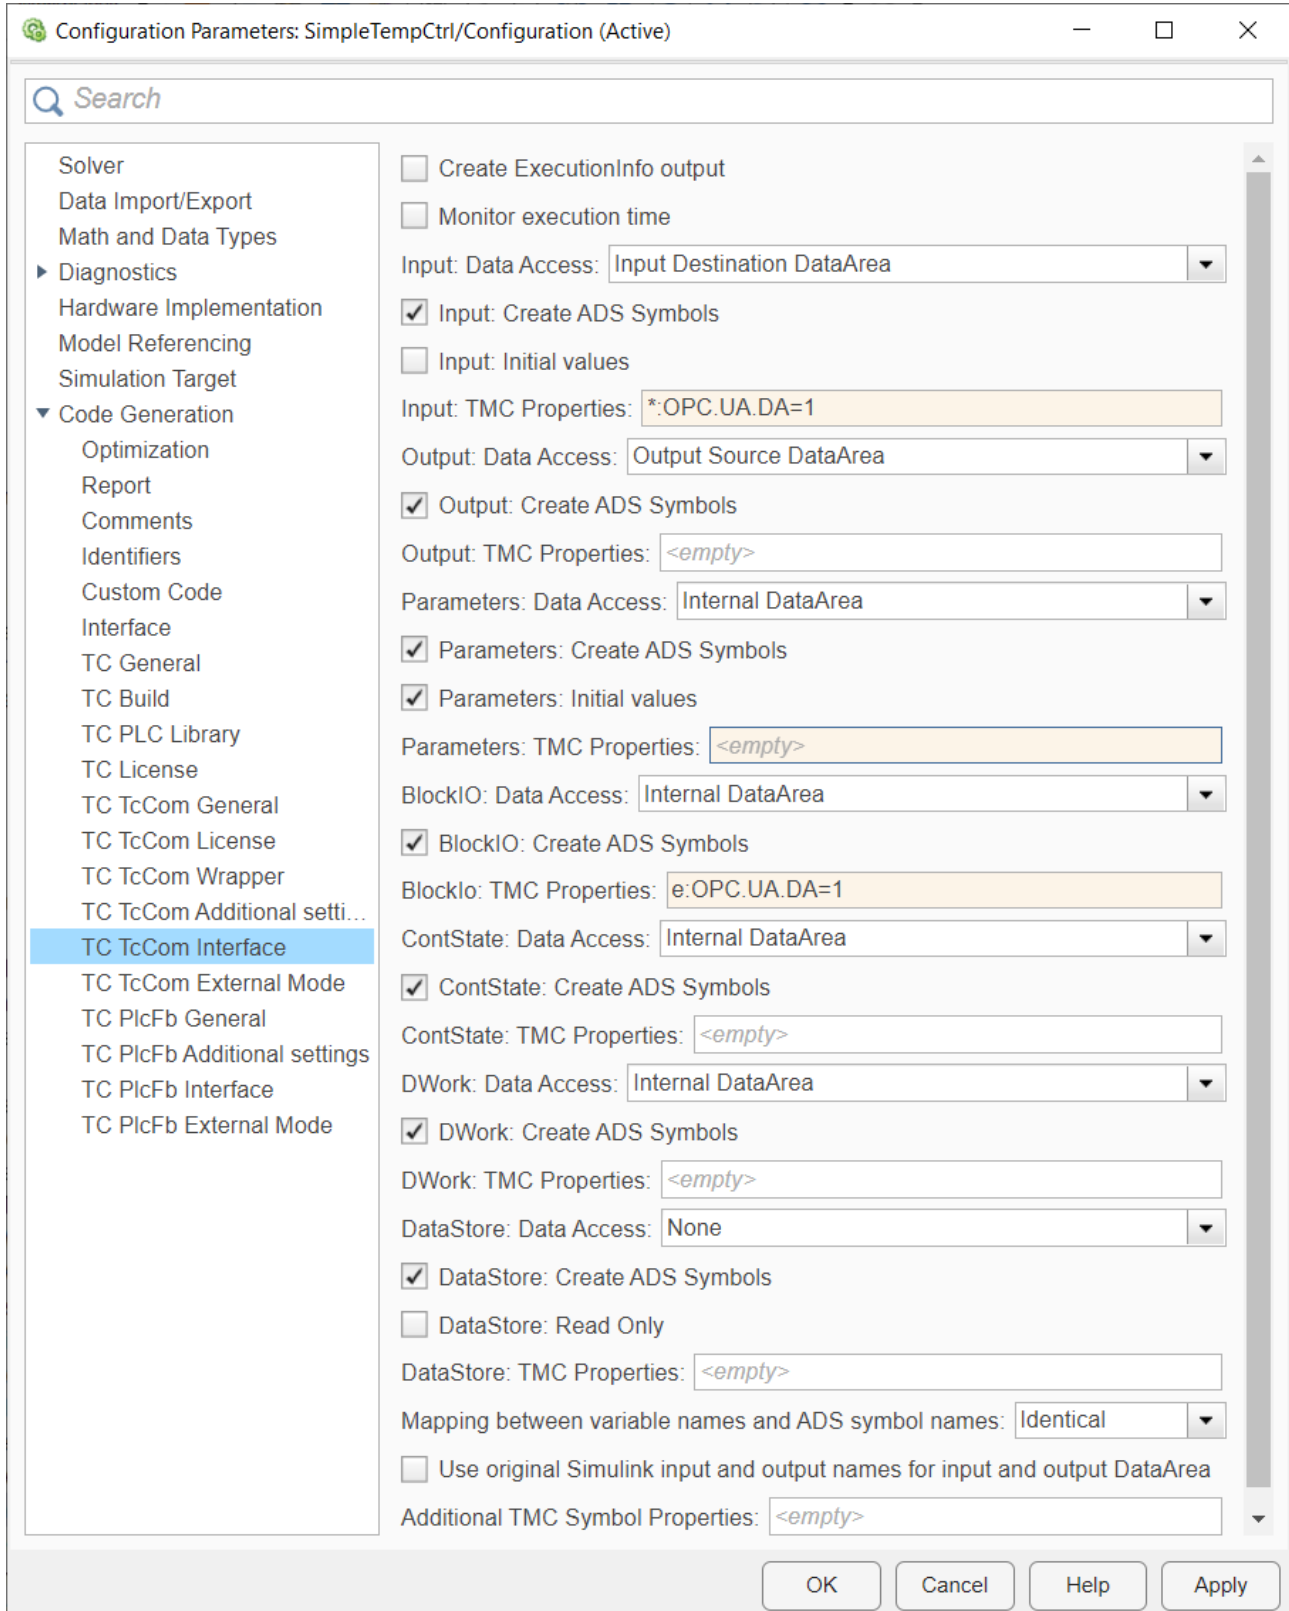 Configuration Parameters: SimpleTempCtrl/Configuration (Active)
Search
Solver
Data Import/Export
Math and Data Types
Diagnostics
Hardware Implementation
Model Referencing
Simulation Target
Code Generation
Optimization
Report
Comments
Identifiers
Custom Code
Interface
TC General
TC Build
TC PLC Library
TC License
TC TcCom General
TC TcCom License
TC TcCom Wrapper
TC TcCom Additional setti...
TC TcCom Interface
TC TcCom External Mode
TC PlcFb General
TC PlcFb Additional settings
TC PlcFb Interface
TC PlcFb External Mode
Create ExecutionInfo output
Monitor execution time
Input: Data Access: Input Destination DataArea
Input: Create ADS Symbols
Input: Initial values
Input: TMC Properties: *:OPC.UA.DA=1
Output: Data Access: Output Source DataArea
Output: Create ADS Symbols
Output: TMC Properties: <empty>
Parameters: Data Access: Internal DataArea
Parameters: Create ADS Symbols
Parameters: Initial values
Parameters: TMC Properties: <empty>
BlockIO: Data Access: Internal DataArea
BlockIO: Create ADS Symbols
BlockIo: TMC Properties: e:OPC.UA.DA=1
ContState: Data Access: Internal DataArea
ContState: Create ADS Symbols
ContState: TMC Properties: <empty>
DWork: Data Access: Internal DataArea
DWork: Create ADS Symbols
DWork: TMC Properties: <empty>
DataStore: Data Access: None
DataStore: Create ADS Symbols
DataStore: Read Only
DataStore: TMC Properties: <empty>
Mapping between variable names and ADS symbol names: Identical
Use original Simulink input and output names for input and output DataArea
Additional TMC Symbol Properties: <empty>
OK Cancel Help Apply